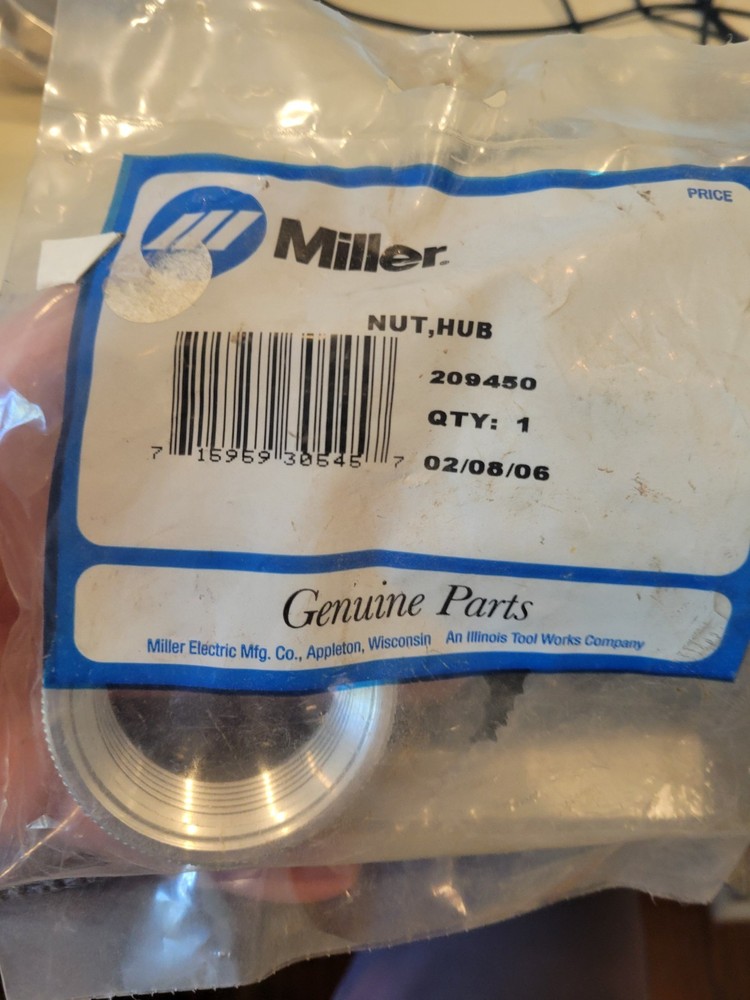 PRICE
Miller
NUT,HUB
209450
QTY: 1
02/08/06
7 15959 30545 7
Genuine Parts
Miller Electric Mfg. Co., Appleton, Wisconsin An Illinois Tool Works Company